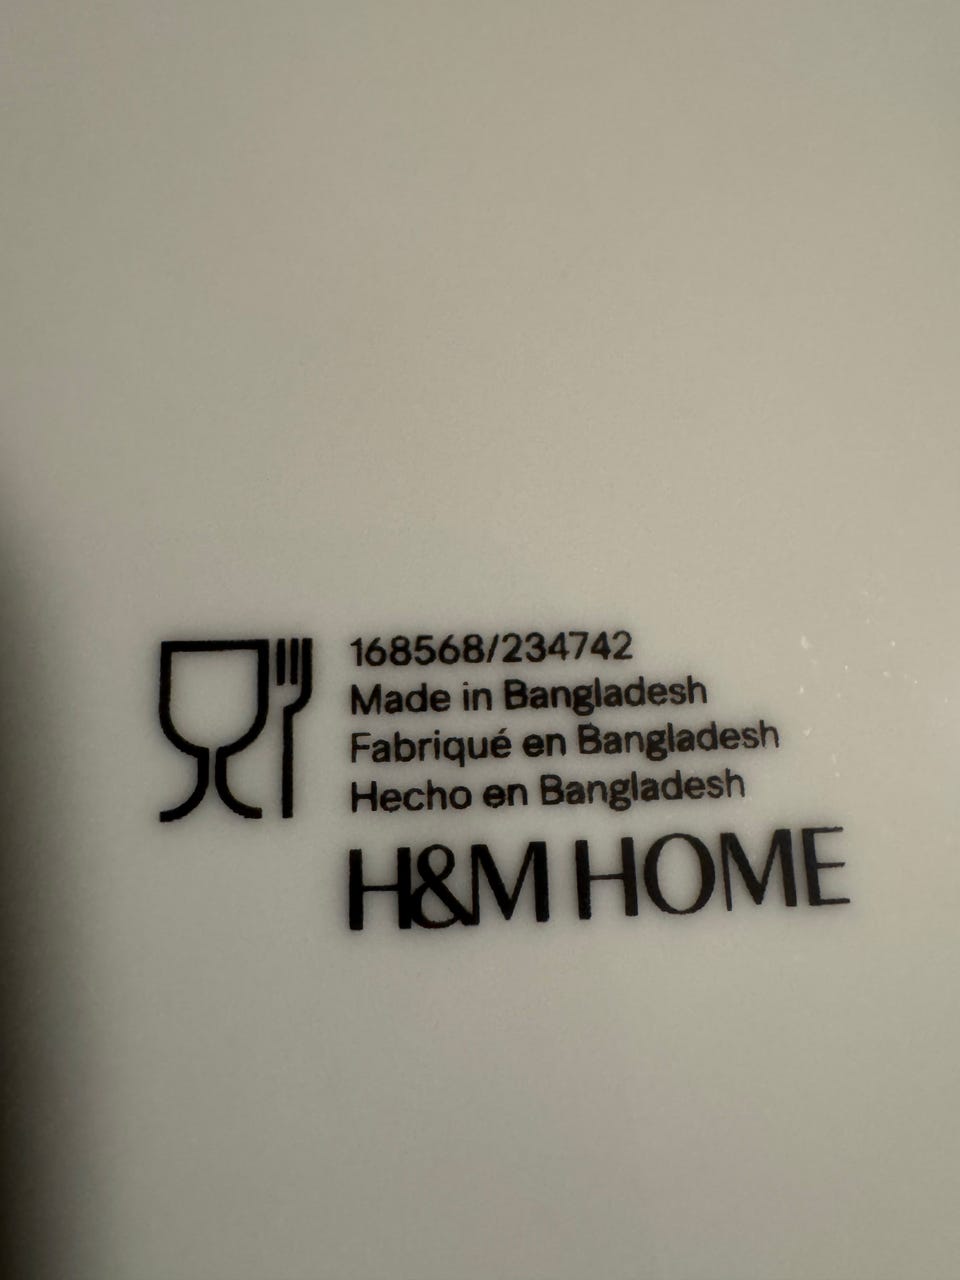 168568/234742
Made in Bangladesh
Fabriqué en Bangladesh
Hecho en Bangladesh
H&M HOME